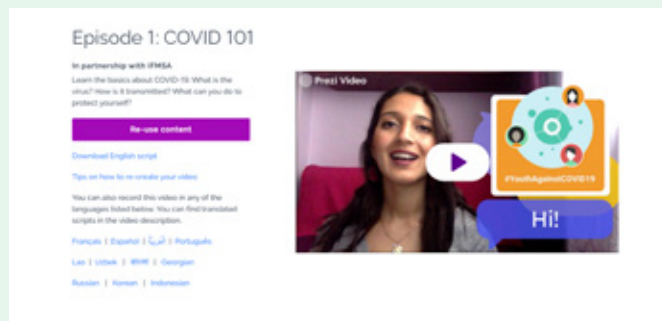 Episode 1: COVID 101
In partnership with IFMSA
Learn the basics about COVID-19: What is the
virus? How is it transmitted? What can you do to
protect yourself?
Re-use content
Download English script
Tips on how to re-create your video
You can also record this video in any of the
languages listed below. You can find translated
scripts in the video description.
Français | Español | | Português
Lao | Uzbek | বাংলা | Georgian
Russian | Korean | Indonesian
Prezi Video
#YouthAgainstCOVID19
Hi!